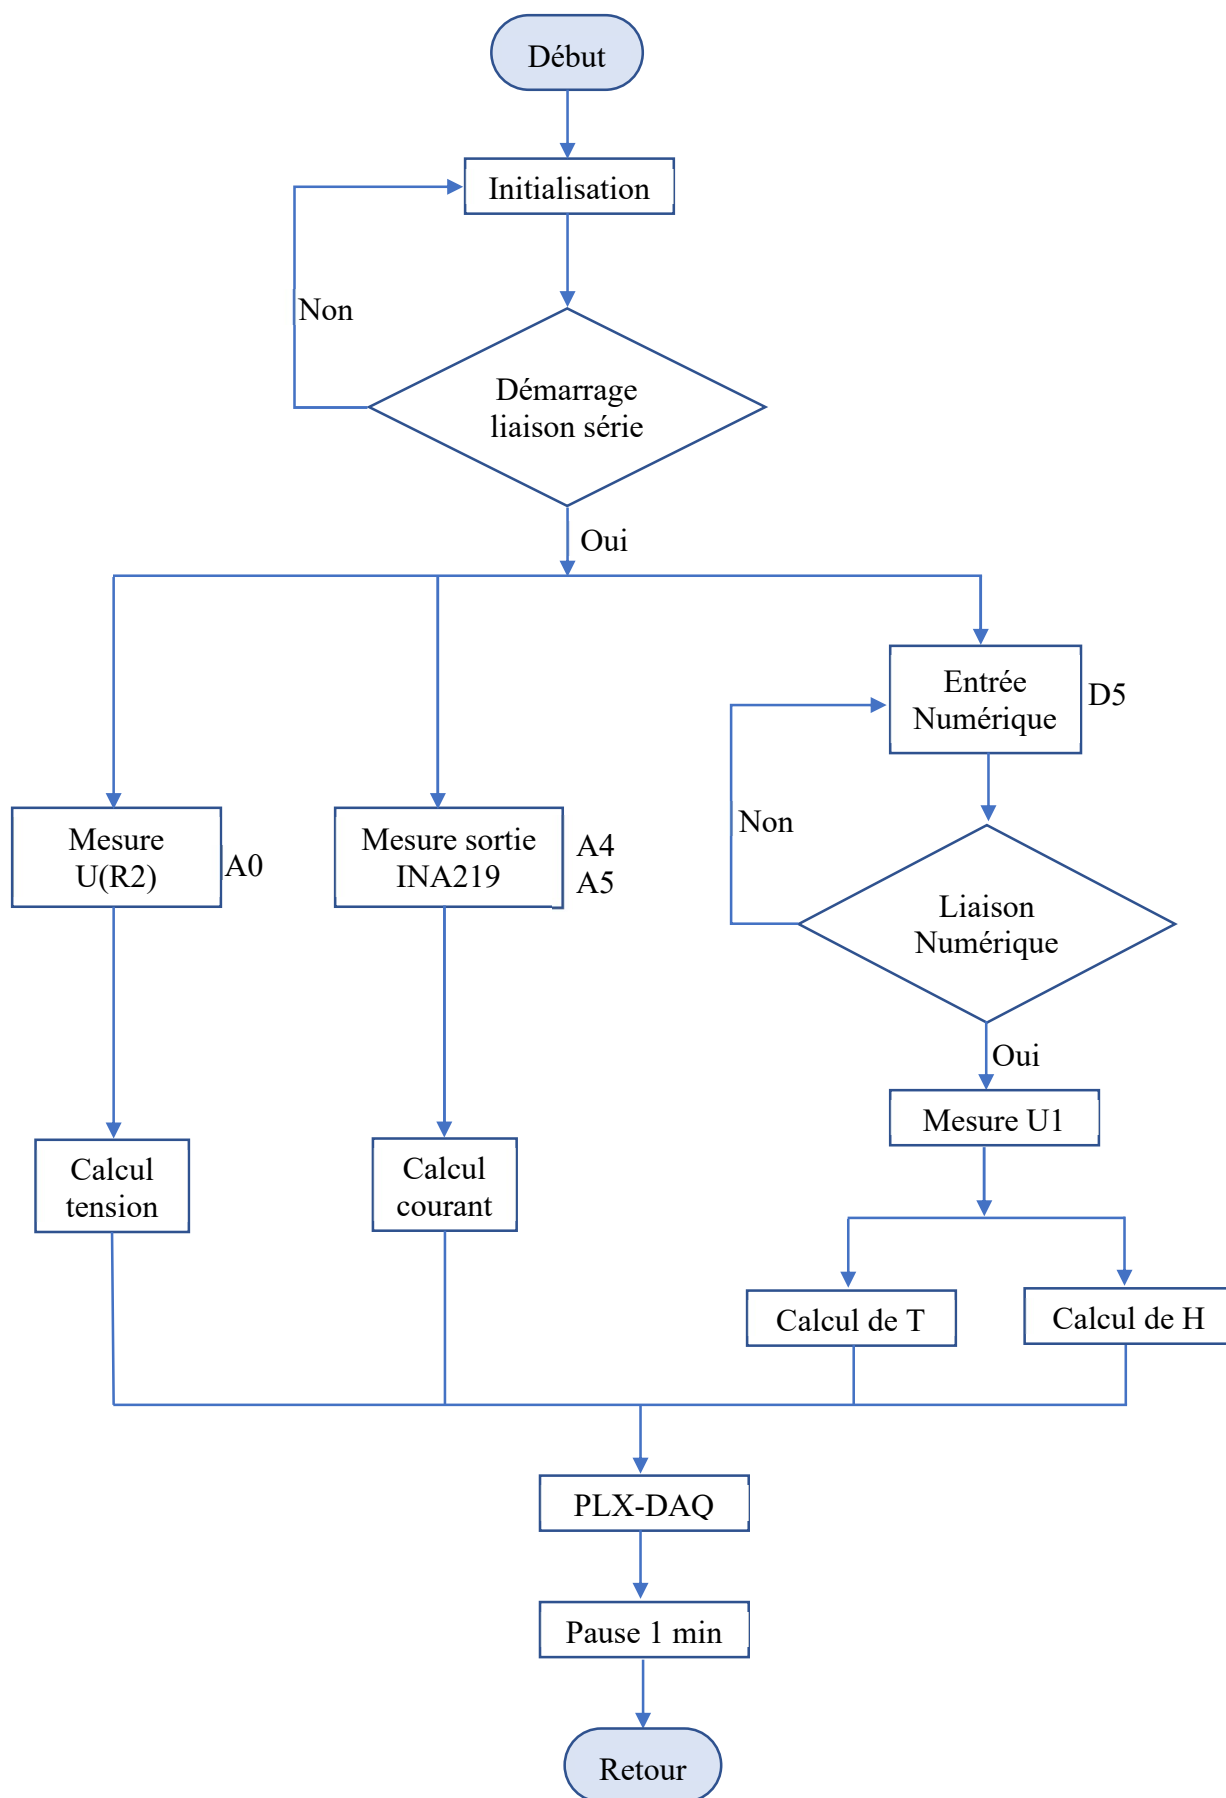 Début
Initialisation
Non
Démarrage
liaison série
Oui
Entrée
Numérique
D5
Mesure
U(R2)
A0
Mesure sortie
INA219
A4
A5
Non
Liaison
Numérique
Oui
Mesure U1
Calcul
tension
Calcul
courant
Calcul de T
Calcul de H
PLX-DAQ
Pause 1 min
Retour